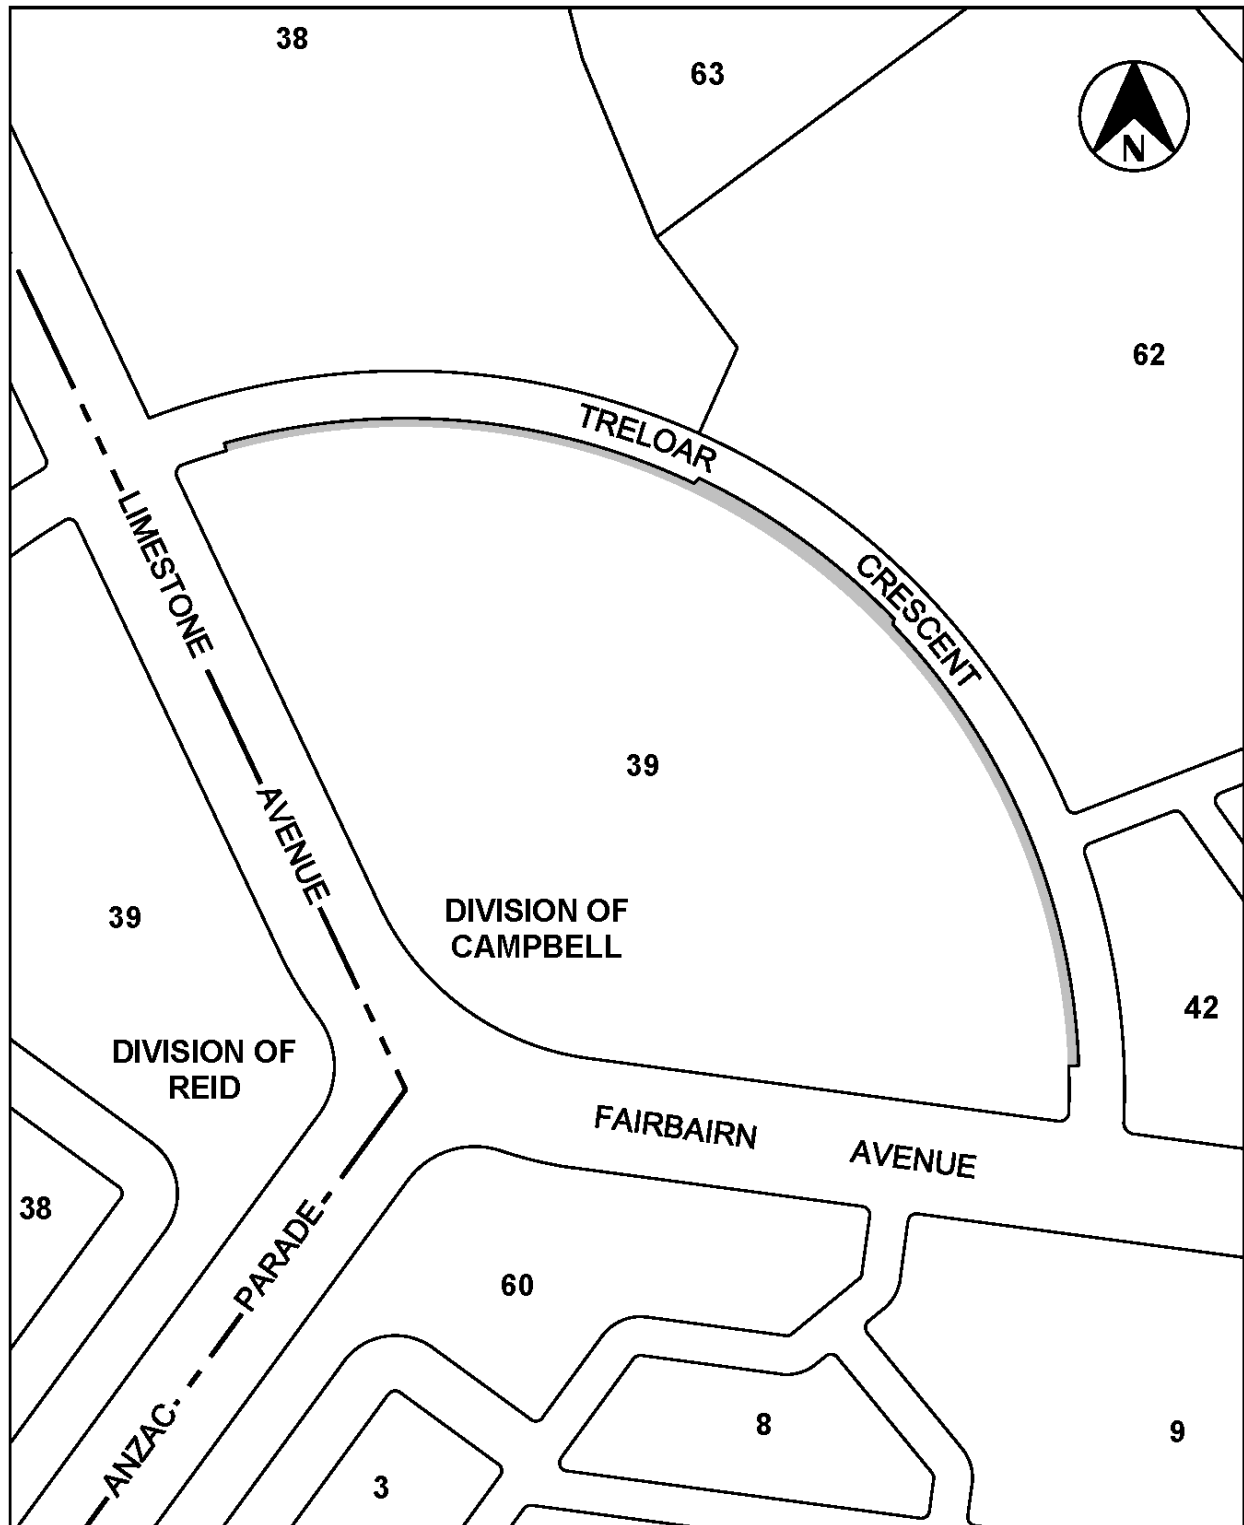 38
63
N
62
TRELOAR
CRESCENT
LIMESTONE
AVENUE
39
39
DIVISION OF
CAMPBELL
42
DIVISION OF
REID
FAIRBAIRN AVENUE
38
PARADE
60
ANZAC
8
9
3